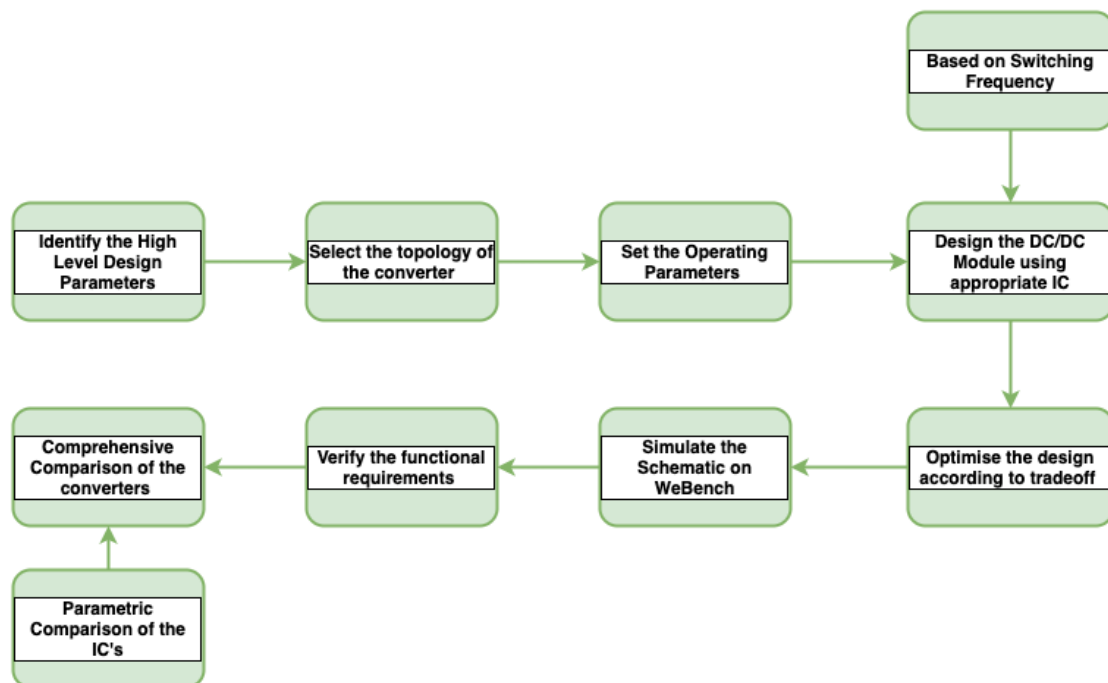 Based on Switching
Frequency
Identify the High
Level Design
Parameters
Select the topology of
the converter
Set the Operating
Parameters
Design the DC/DC
Module using
appropriate IC
Comprehensive
Comparison of the
converters
Verify the functional
requirements
Simulate the
Schematic on
WeBench
Optimise the design
according to tradeoff
Parametric
Comparison of the
IC's